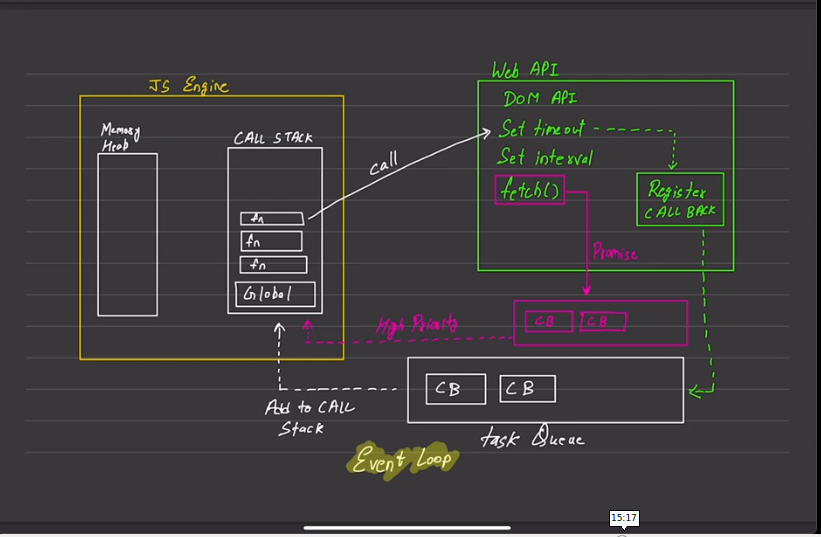 JS Engine
Memory
Heab
CALL STACK
fn
fn
fn
Global
call
Web API
DOM API
Set timeout
Set interval
fetch()
Register
CALL BACK
Promise
High Priority
CB CB
CB CB
Add to CALL
Stack
task Queue
Event Loop
15:17